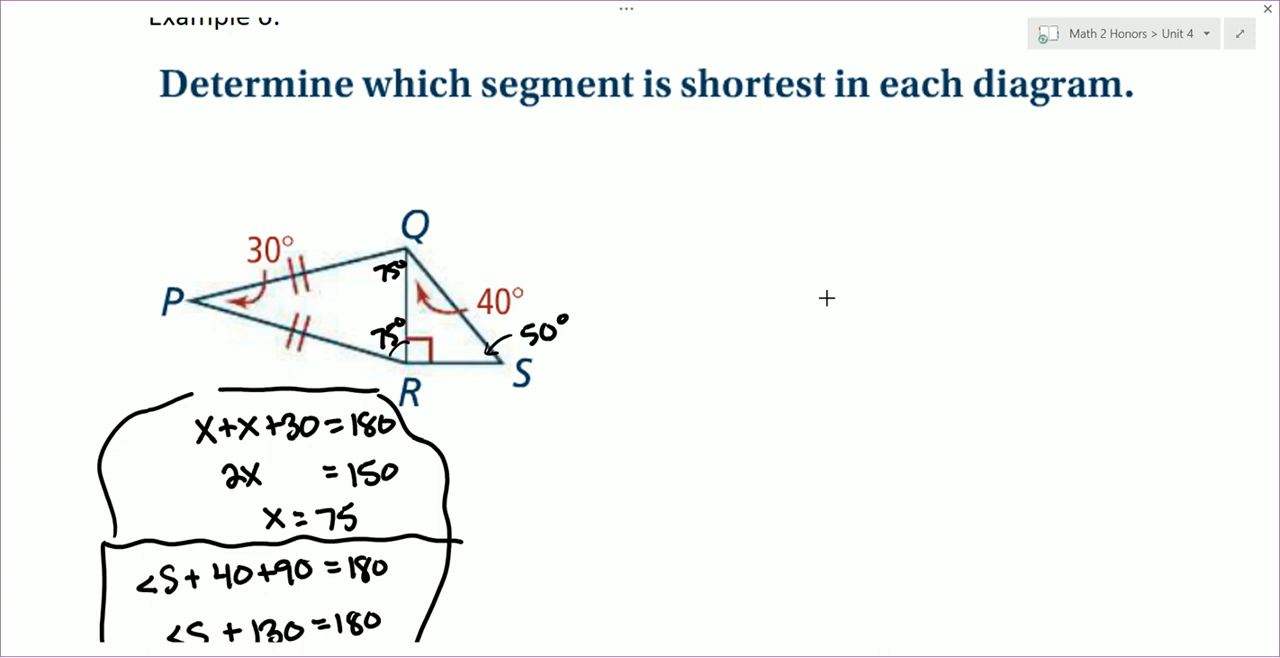 Example 6:
Math 2 Honors > Unit 4
Determine which segment is shortest in each diagram.
Q
30°
75°
P
40°
75°
50°
S
R
x+x+30=180
2x =150
x=75
<S+40+90=180
<S+130=180